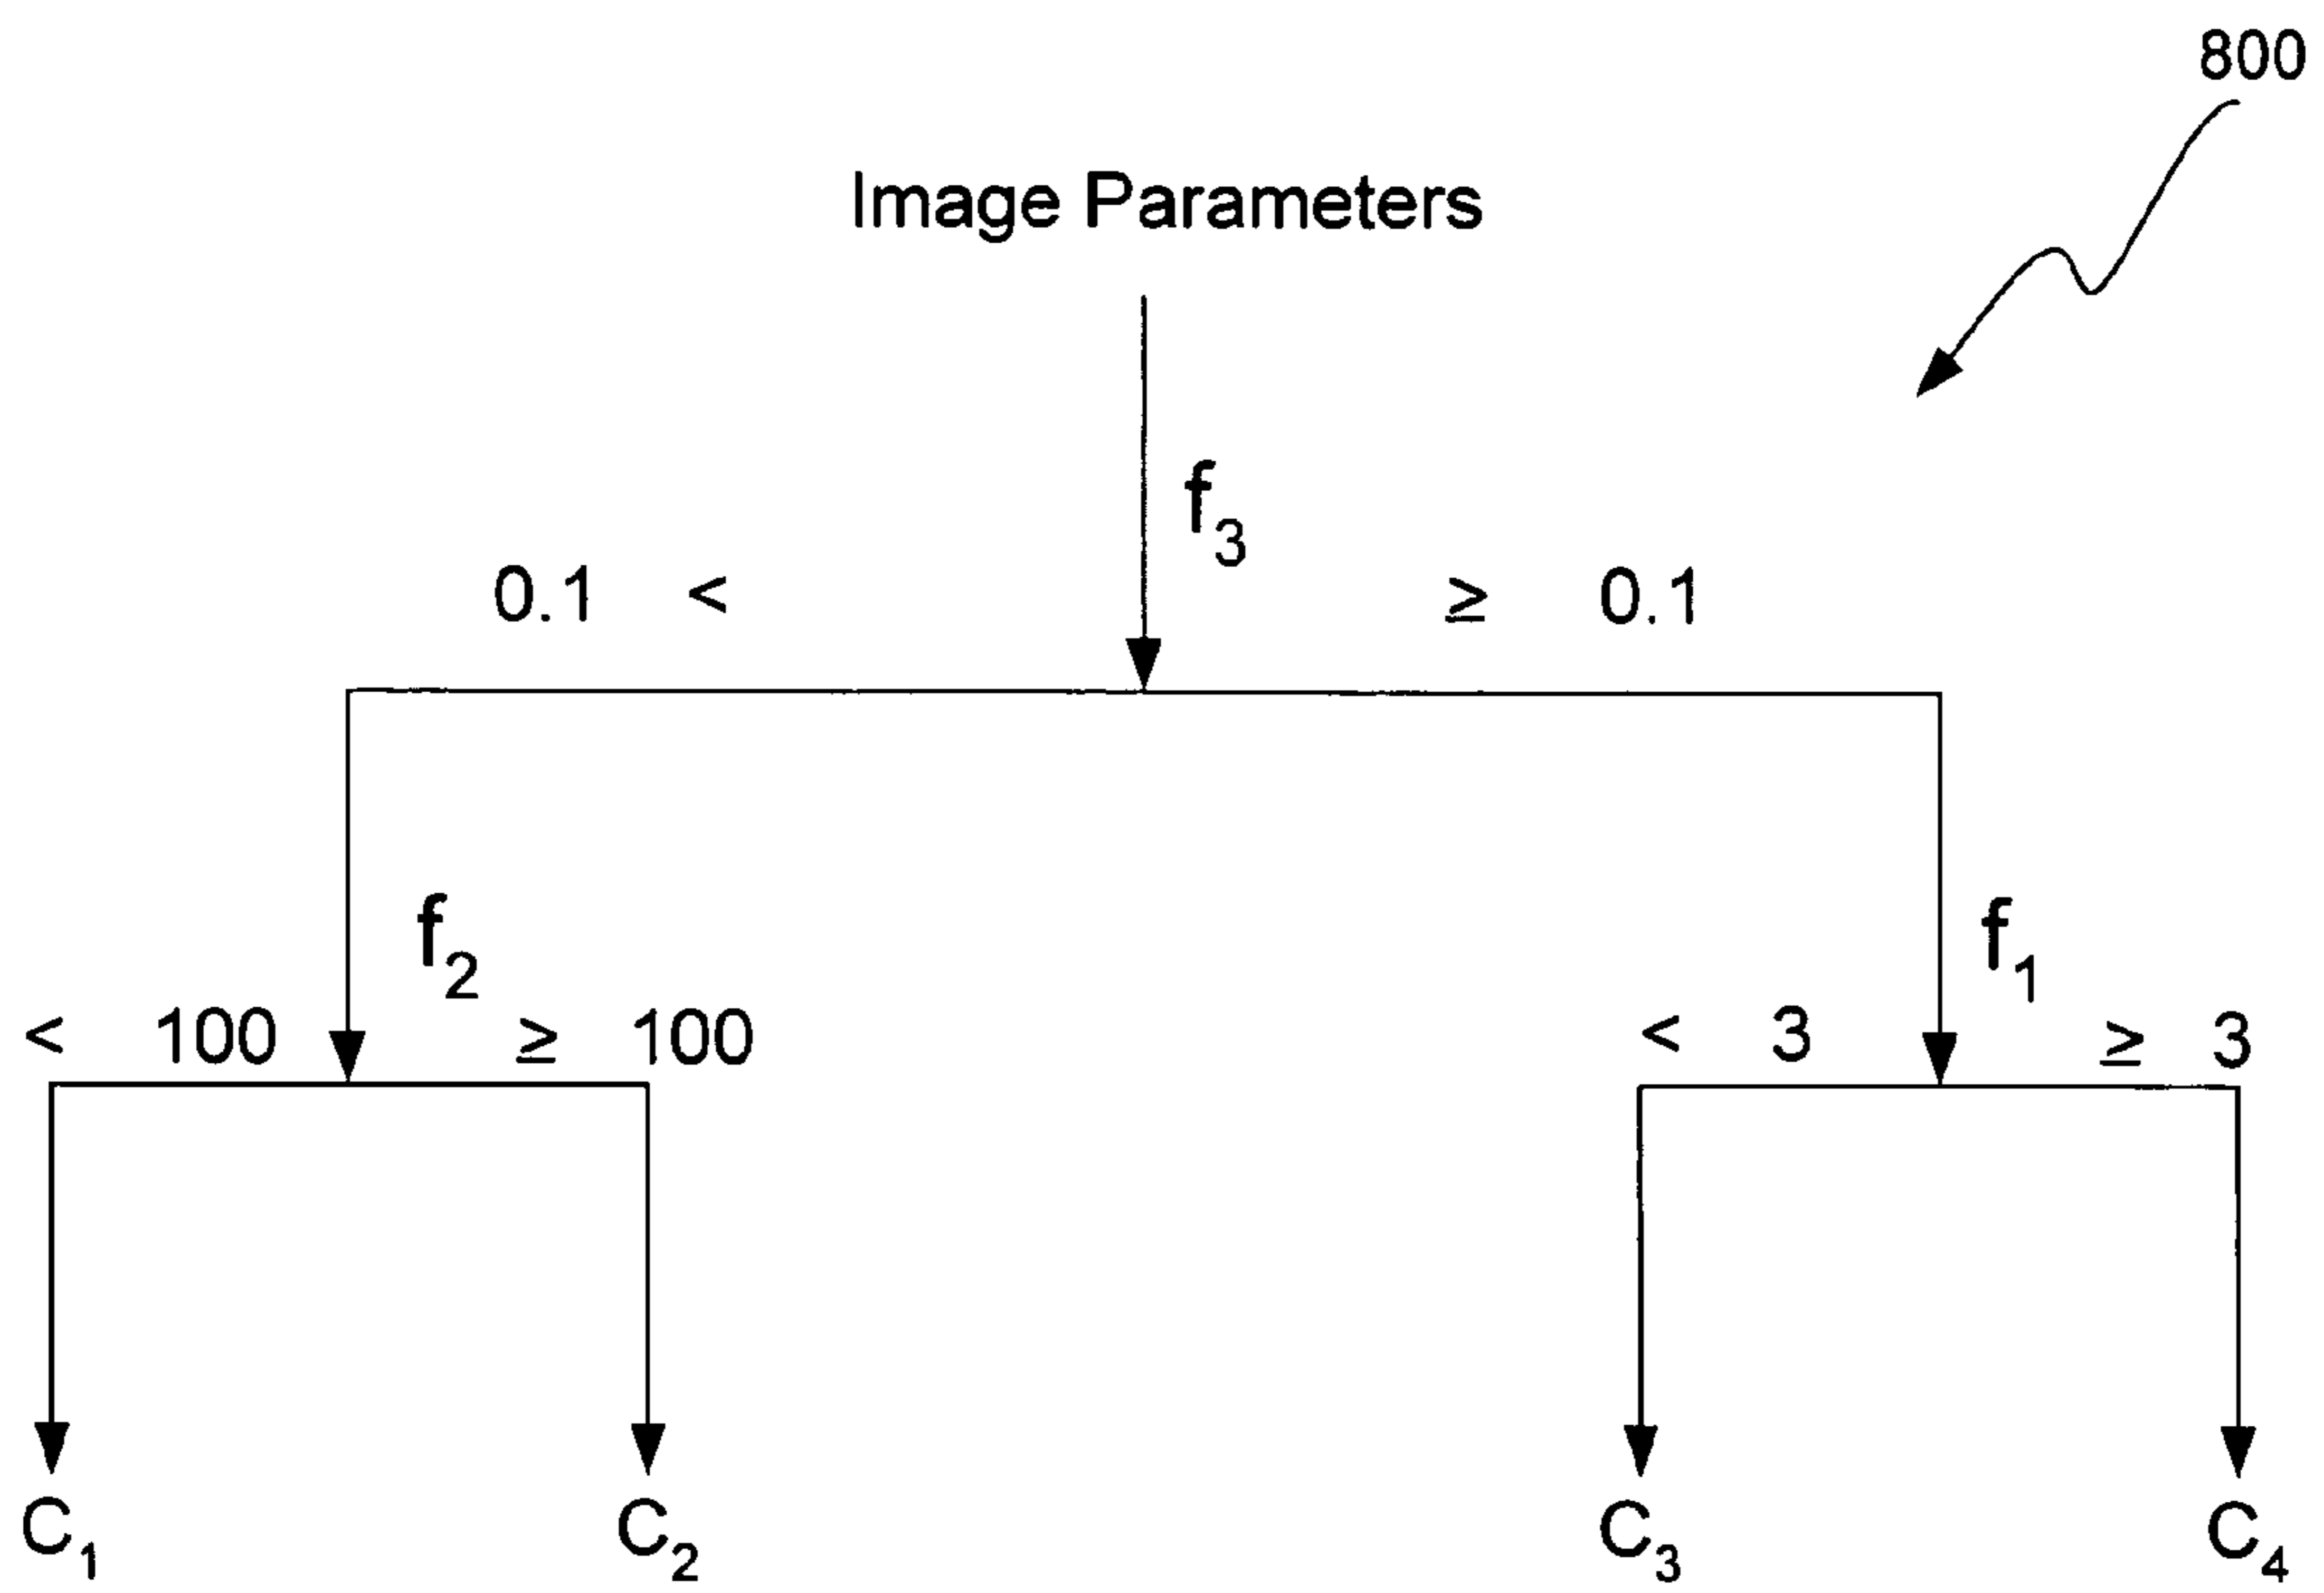 800
Image Parameters
f3
0.1 < ≥ 0.1
f2 f1
< 100 ≥ 100 < 3 ≥ 3
C1 C2 C3 C4